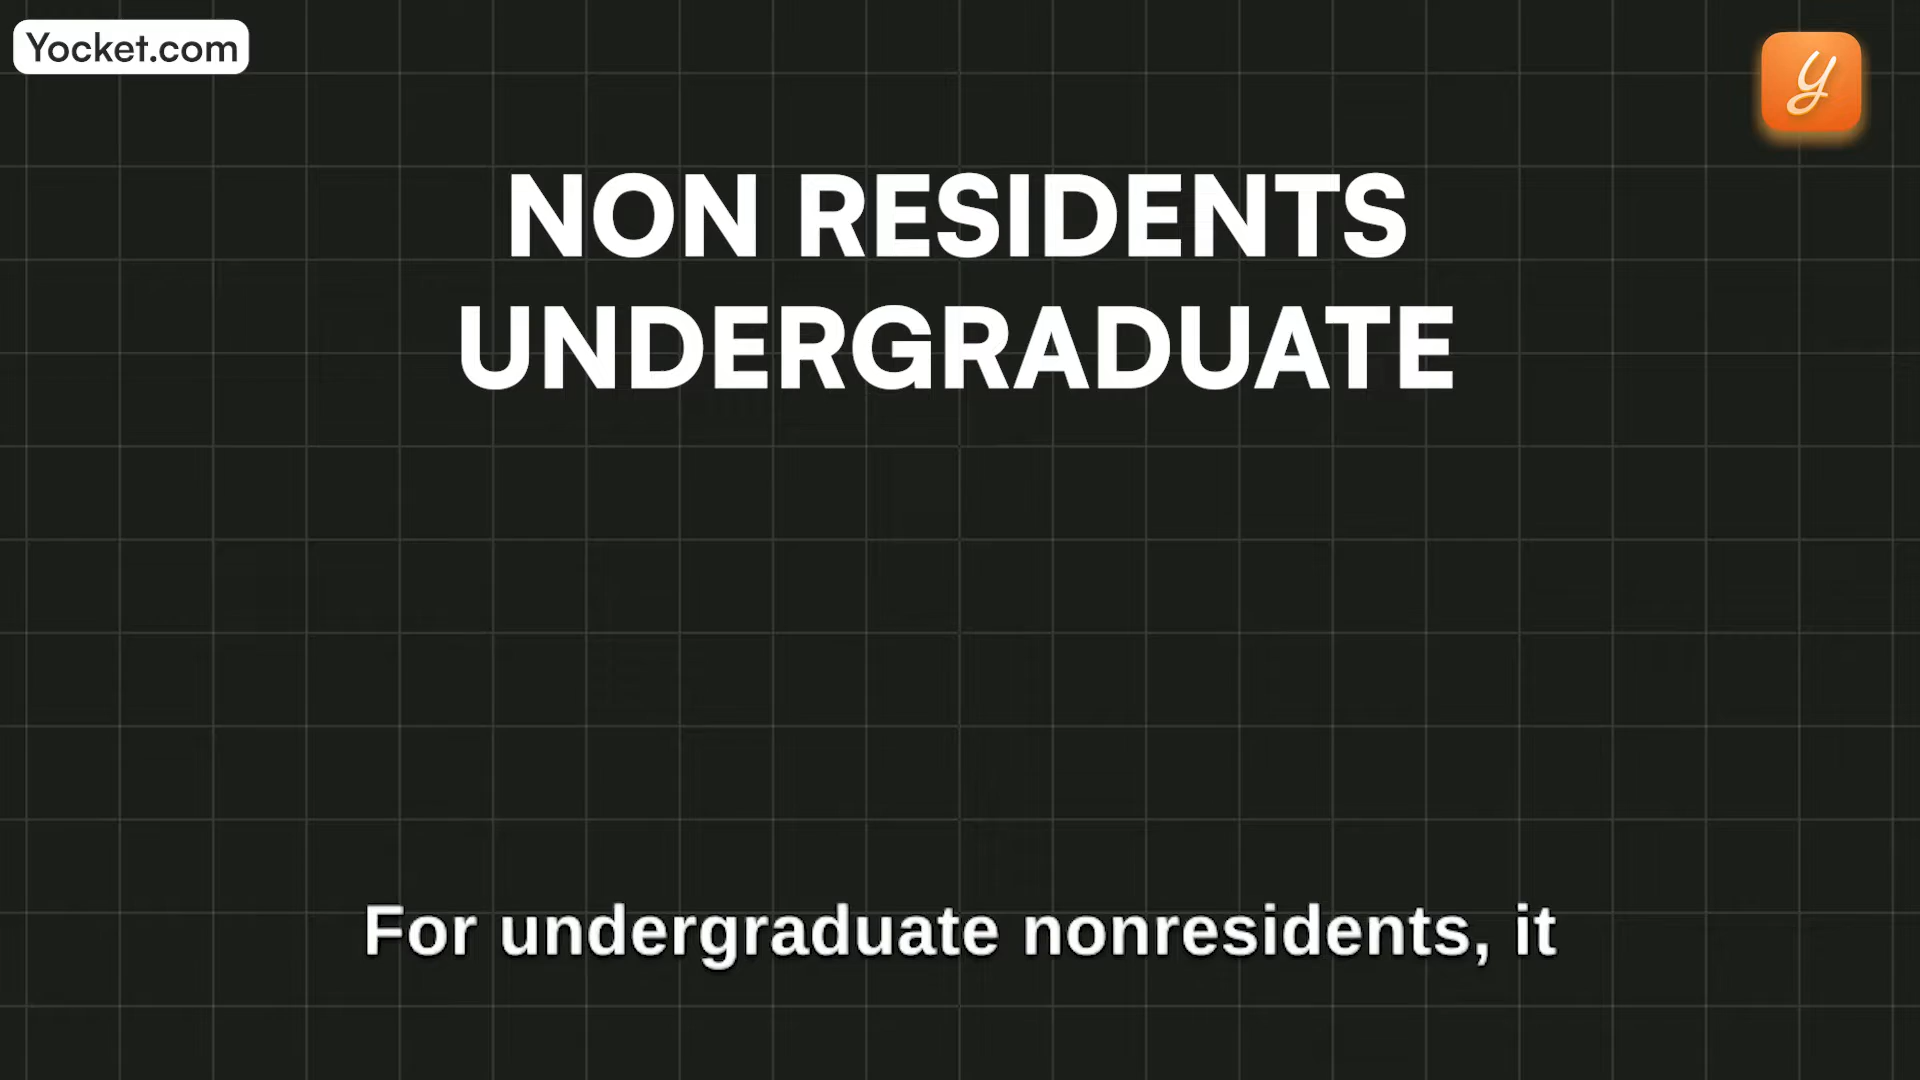 Yocket.com
y
NON RESIDENTS
UNDERGRADUATE
For undergraduate nonresidents, it